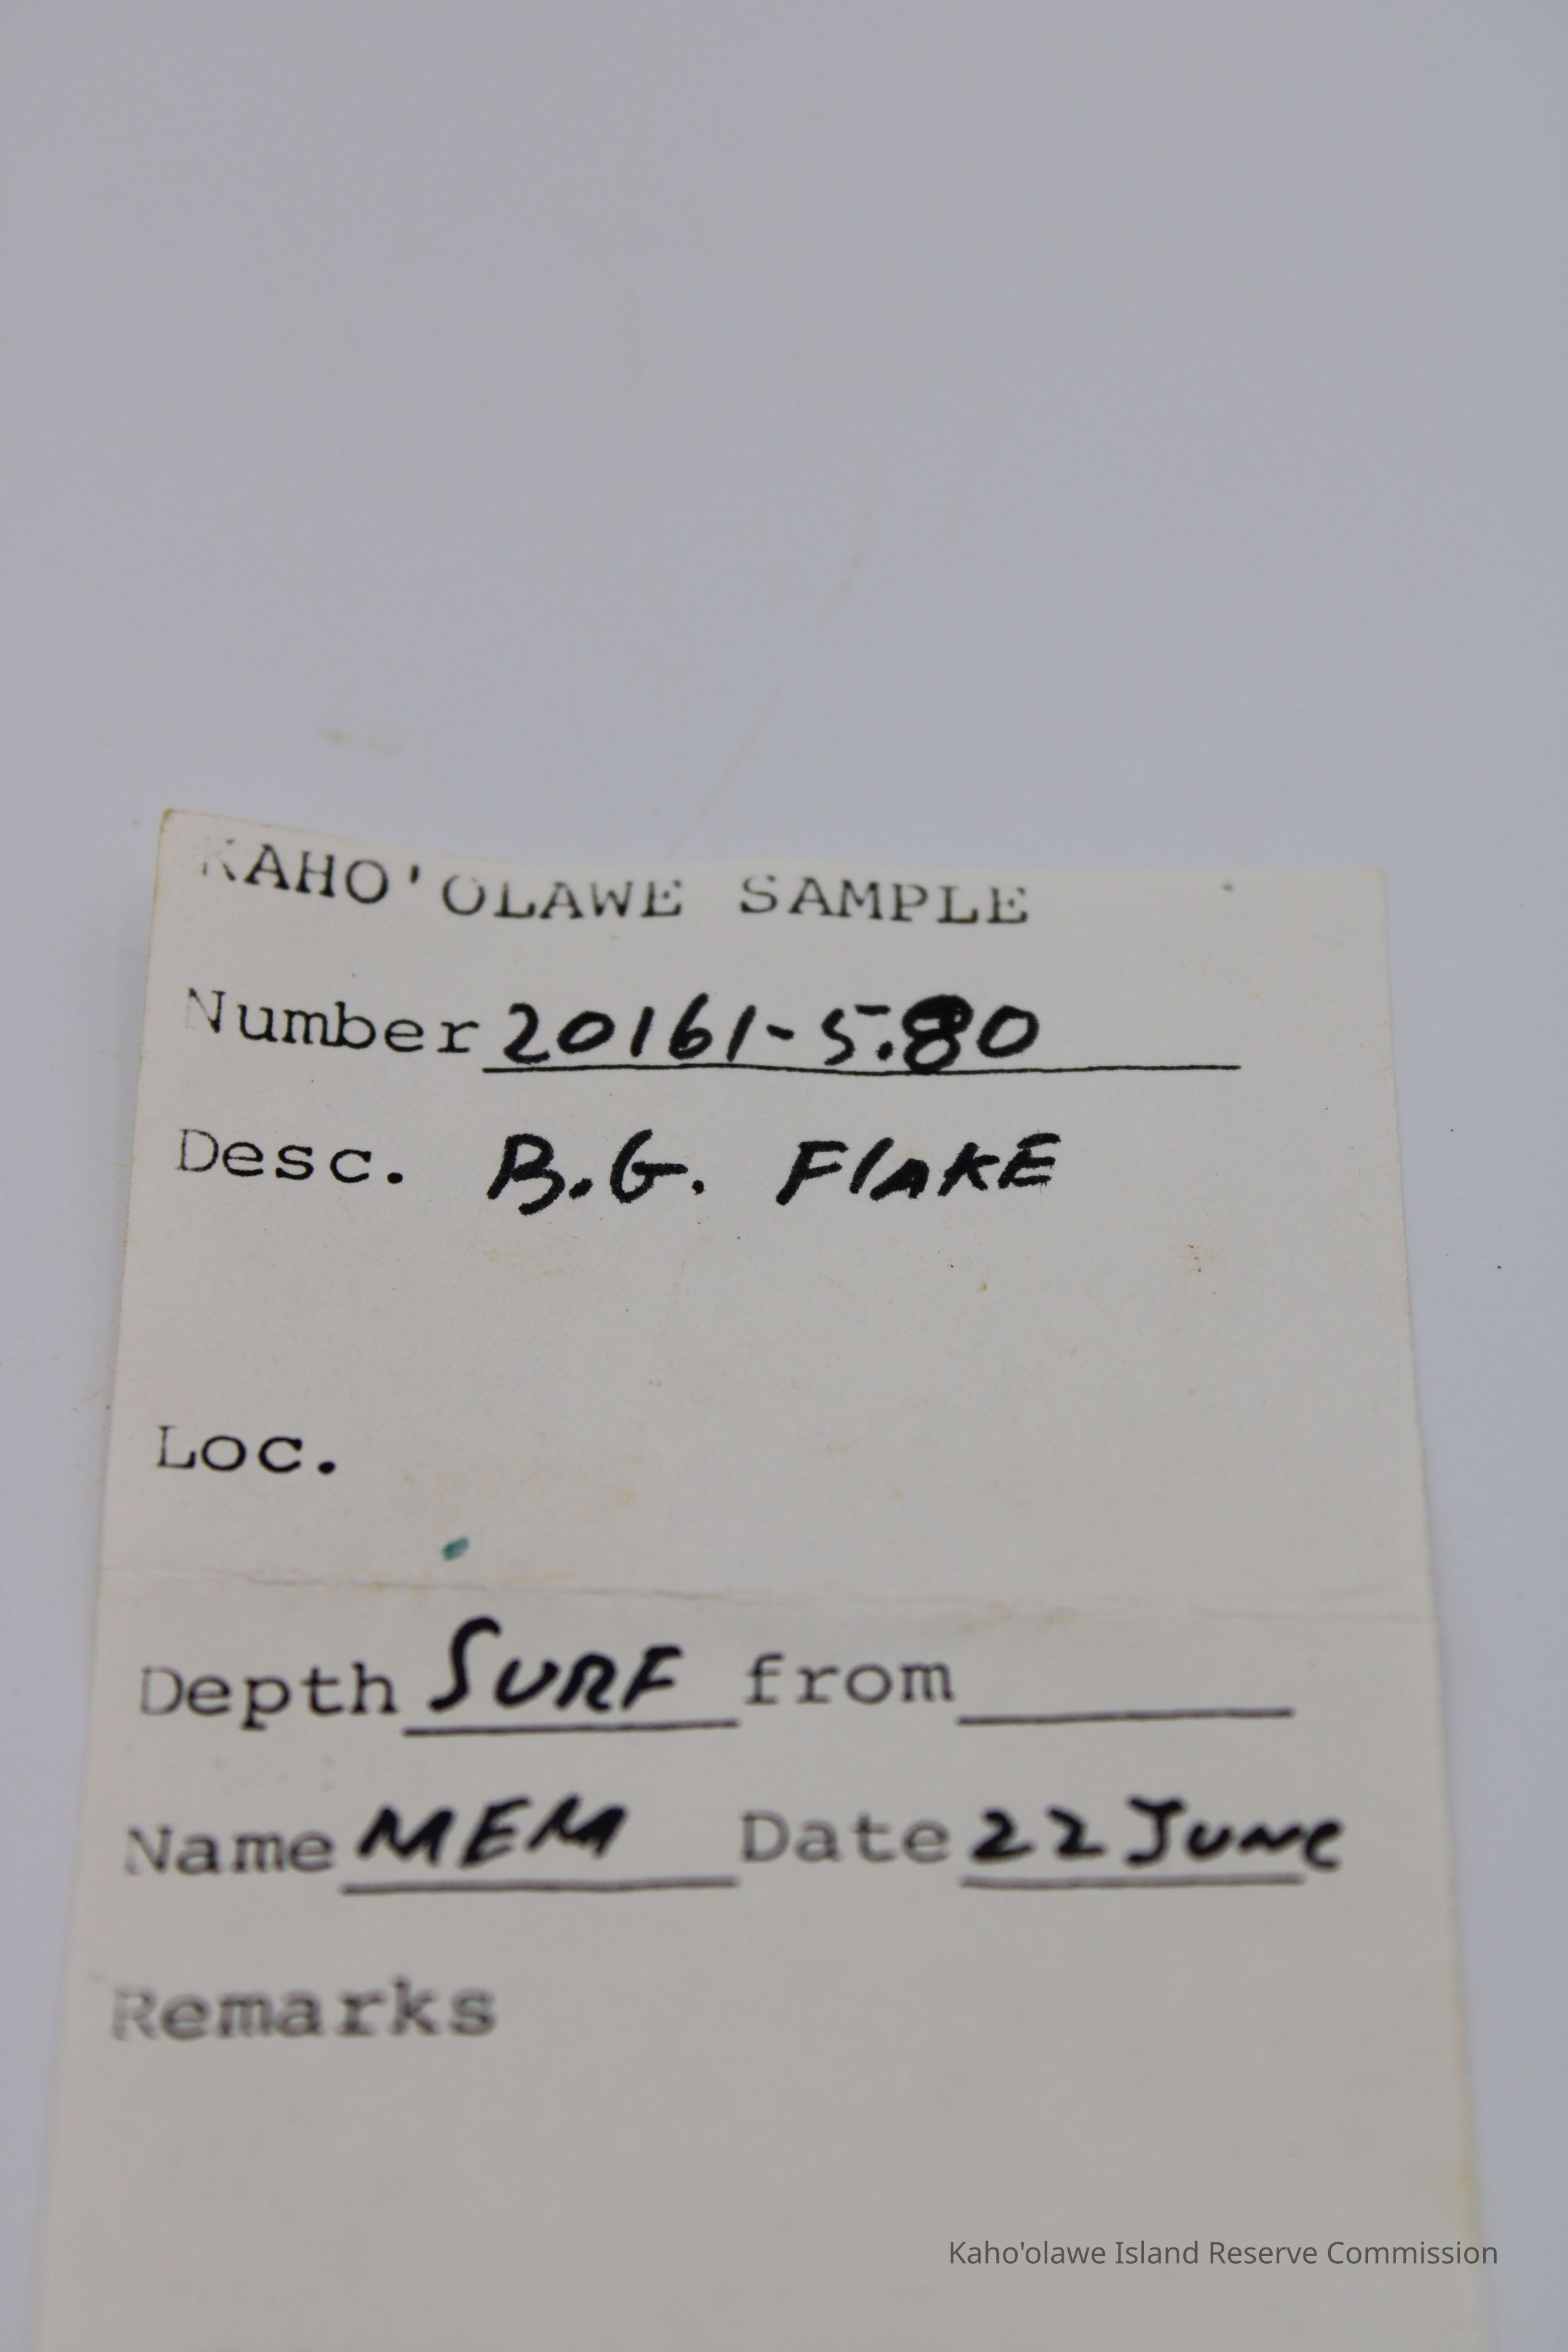 KAHO'OLAWE SAMPLE
Number 20161-5.80
Desc. B.G. FlAKE
Loc.
Depth SURF from
Name MEM Date 22 JUNe
Remarks
Kaho'olawe Island Reserve Commission